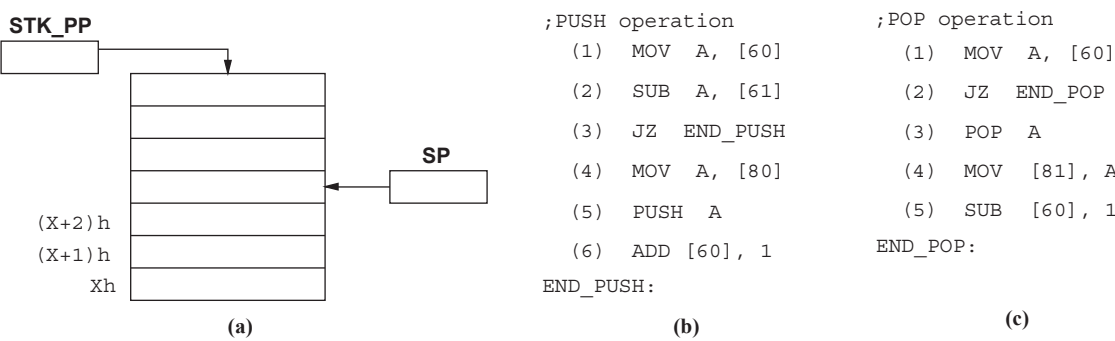 STK_PP
SP
(X+2)h
(X+1)h
Xh
(a)
;PUSH operation
(1) MOV A, [60]
(2) SUB A, [61]
(3) JZ END_PUSH
(4) MOV A, [80]
(5) PUSH A
(6) ADD [60], 1
END_PUSH:
(b)
;POP operation
(1) MOV A, [60]
(2) JZ END_POP
(3) POP A
(4) MOV [81], A
(5) SUB [60], 1
END_POP:
(c)